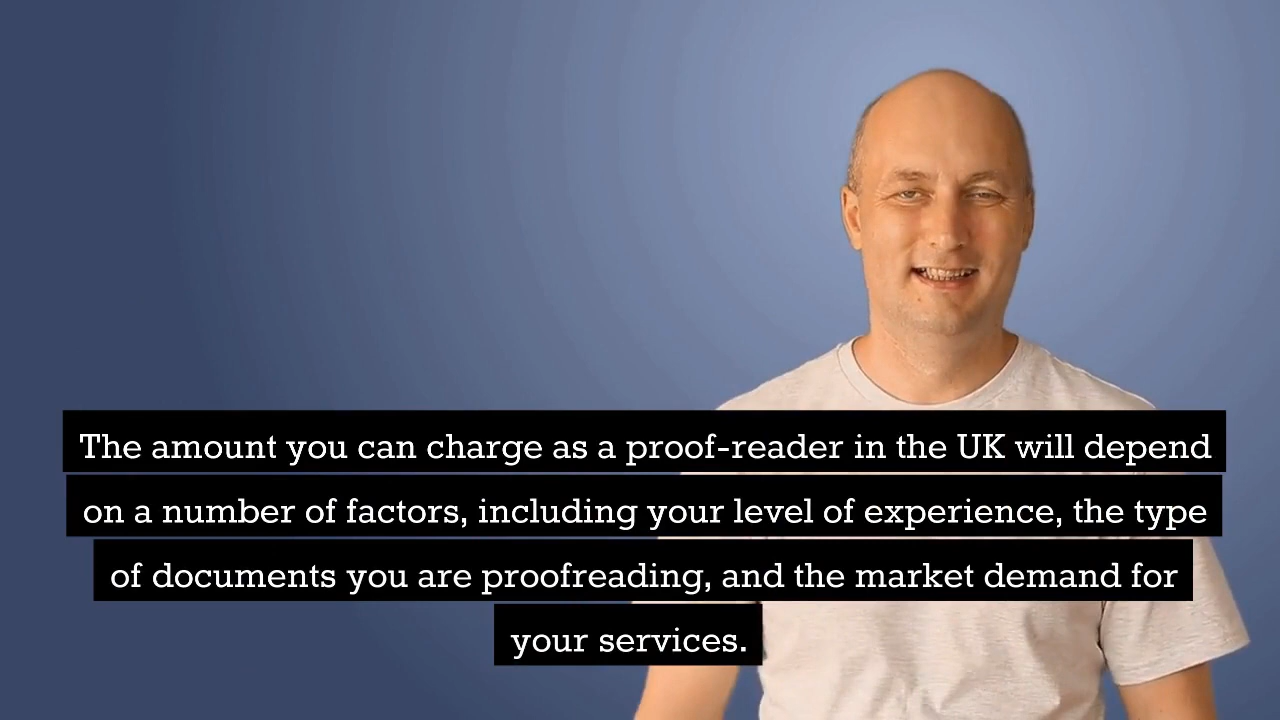 The amount you can charge as a proof-reader in the UK will depend
on a number of factors, including your level of experience, the type
of documents you are proofreading, and the market demand for
your services.